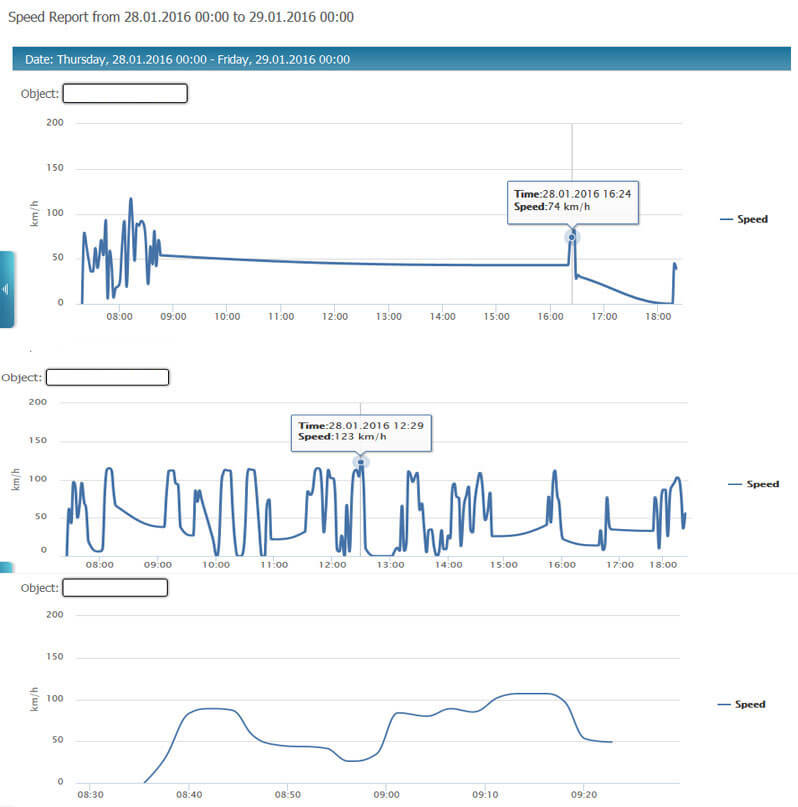 Speed Report from 28.01.2016 00:00 to 29.01.2016 00:00
Date: Thursday, 28.01.2016 00:00 - Friday, 29.01.2016 00:00
Object:
200
150
100
50
0
km/h
Time:28.01.2016 16:24
Speed:74 km/h
Speed
08:00 09:00 10:00 11:00 12:00 13:00 14:00 15:00 16:00 17:00 18:00
Object:
200
150
100
50
0
km/h
Time:28.01.2016 12:29
Speed:123 km/h
Speed
08:00 09:00 10:00 11:00 12:00 13:00 14:00 15:00 16:00 17:00 18:00
Object:
200
150
100
50
0
km/h
Speed
08:30 08:40 08:50 09:00 09:10 09:20